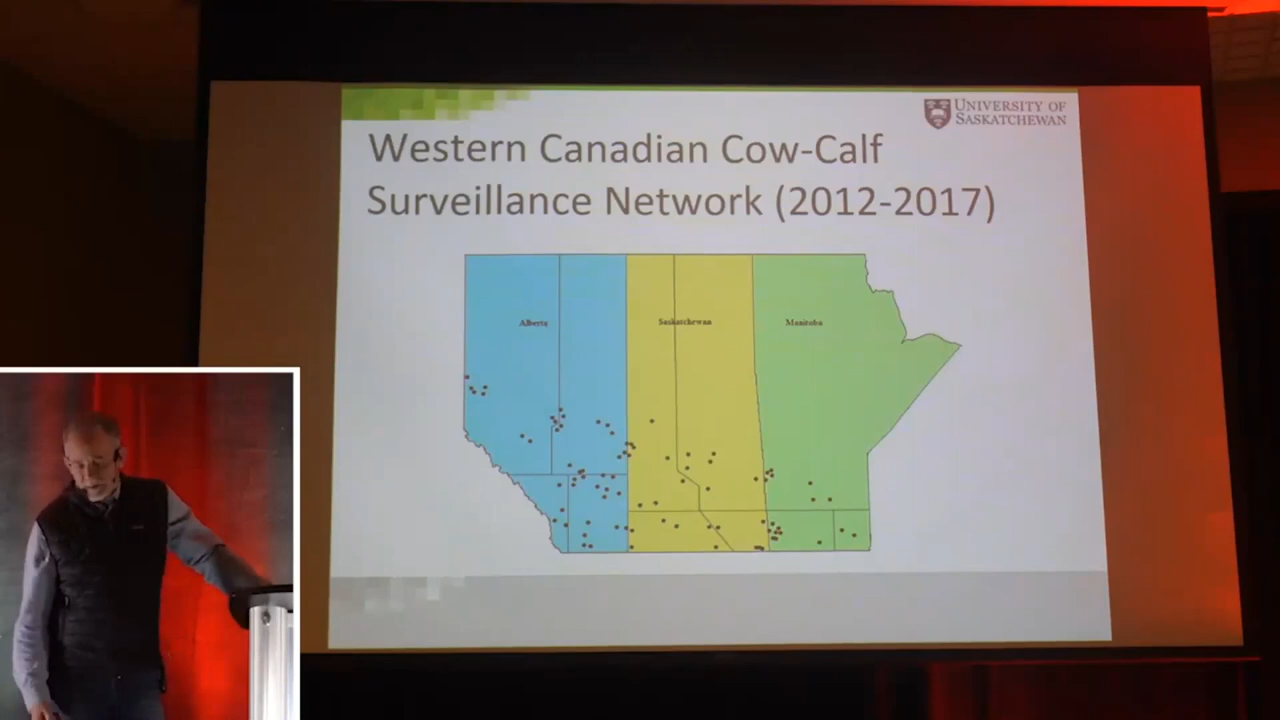 UNIVERSITY OF
SASKATCHEWAN
Western Canadian Cow-Calf
Surveillance Network (2012-2017)
Alberta
Saskatchewan
Manitoba